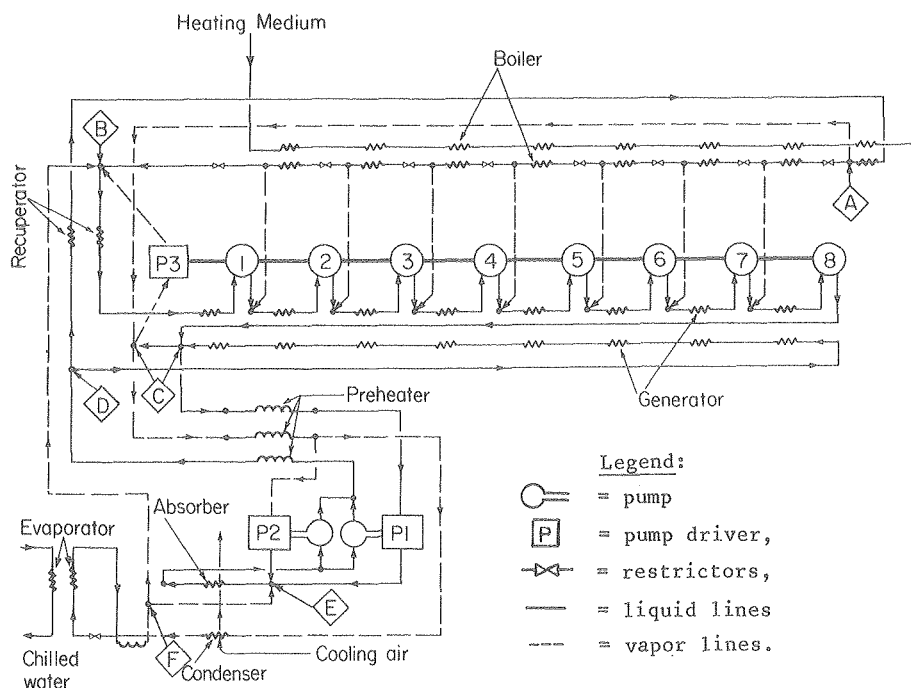 Heating Medium
Boiler
B
A
Recuperator
P3
1
2
3
4
5
6
7
8
D
C
Preheater
Generator
Absorber
Evaporator
P2
P1
E
F
Chilled
water
Condenser
Cooling air
Legend:
= pump
P = pump driver,
= restrictors,
= liquid lines
= vapor lines.